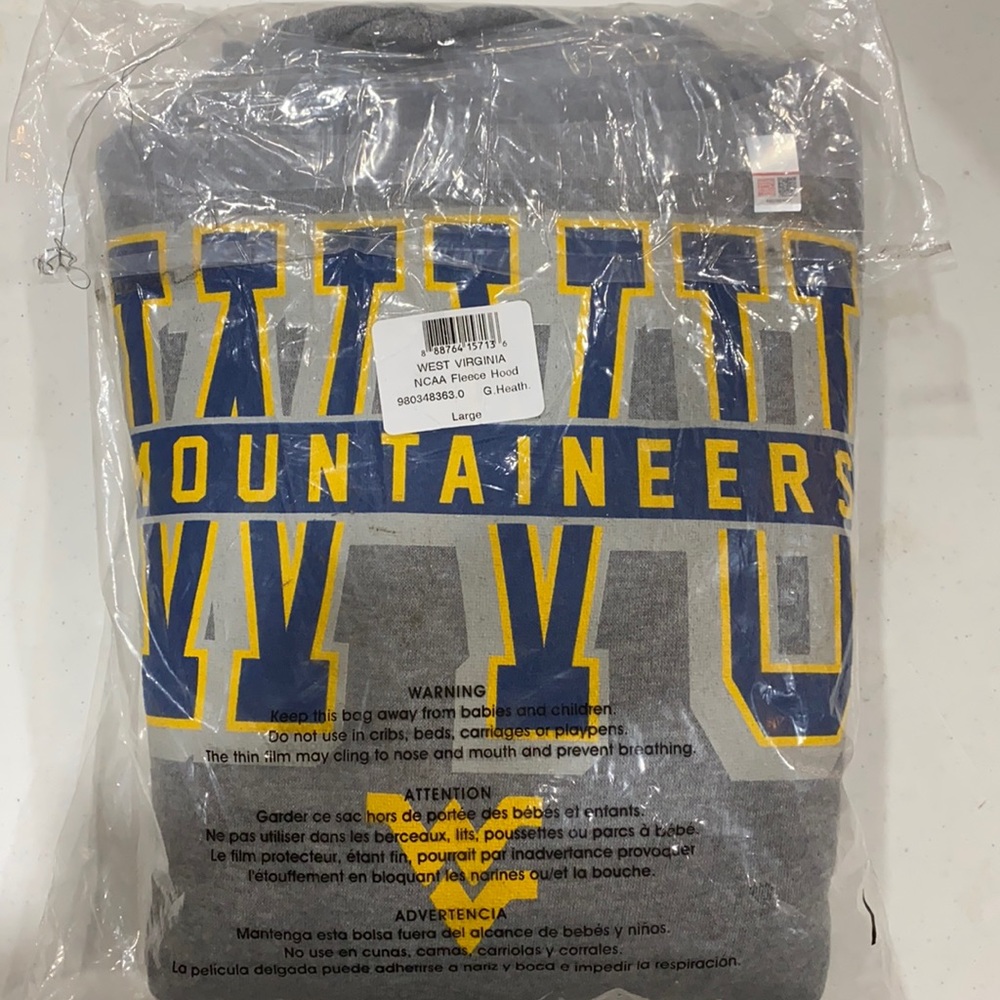 WVU
8 88764 15713 6
WEST VIRGINIA
NCAA Fleece Hood
980348363.0 G.Heath.
Large
MOUNTAINEERS
WARNING
Keep this bag away from babies and children.
Do not use in cribs, beds, carriages or playpens.
The thin film may cling to nose and mouth and prevent breathing.
ATTENTION
Garder ce sac hors de portée des bébés et enfants.
Ne pas utiliser dans les berceaux, lits, poussettes ou parcs à bébé.
Le film protecteur, étant fin, pourrait par inadvertance provoquer
l'étouffement en bloquant les narines ou/et la bouche.
WV
ADVERTENCIA
Mantenga esta bolsa fuera del alcance de bebés y niños.
No use en cunas, camas, carriolas y corrales.
La película delgada puede adherirse a nariz y boca e impedir la respiración.